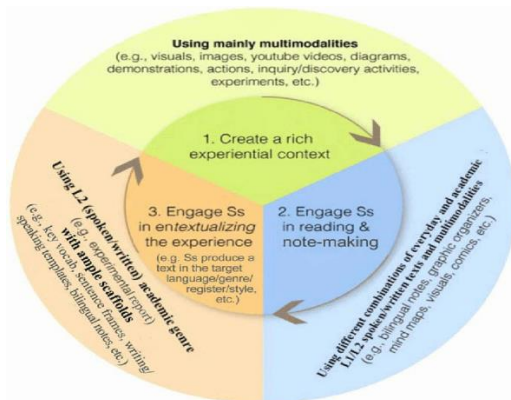 Using mainly multimodalities
(e.g., visuals, images, youtube videos, diagrams,
demonstrations, actions, inquiry/discovery activities,
experiments, etc.)
1. Create a rich
experiential context
2. Engage Ss
in reading &
note-making
Using different combinations of everyday and academic
L1/L2 spoken/written texts and multimodalities
(e.g., bilingual notes, graphic organizers,
mind maps, visuals, comics, etc.)
3. Engage Ss
in entextualizing
the experience
(e.g. Ss produce a
text in the target
language/genre/
register/style,
etc.)
Using L2 (spoken/written) academic genre
(e.g., experimental report)
with ample scaffolds
(e.g., key vocab, sentence frames, writing/
speaking templates, bilingual notes, etc.)